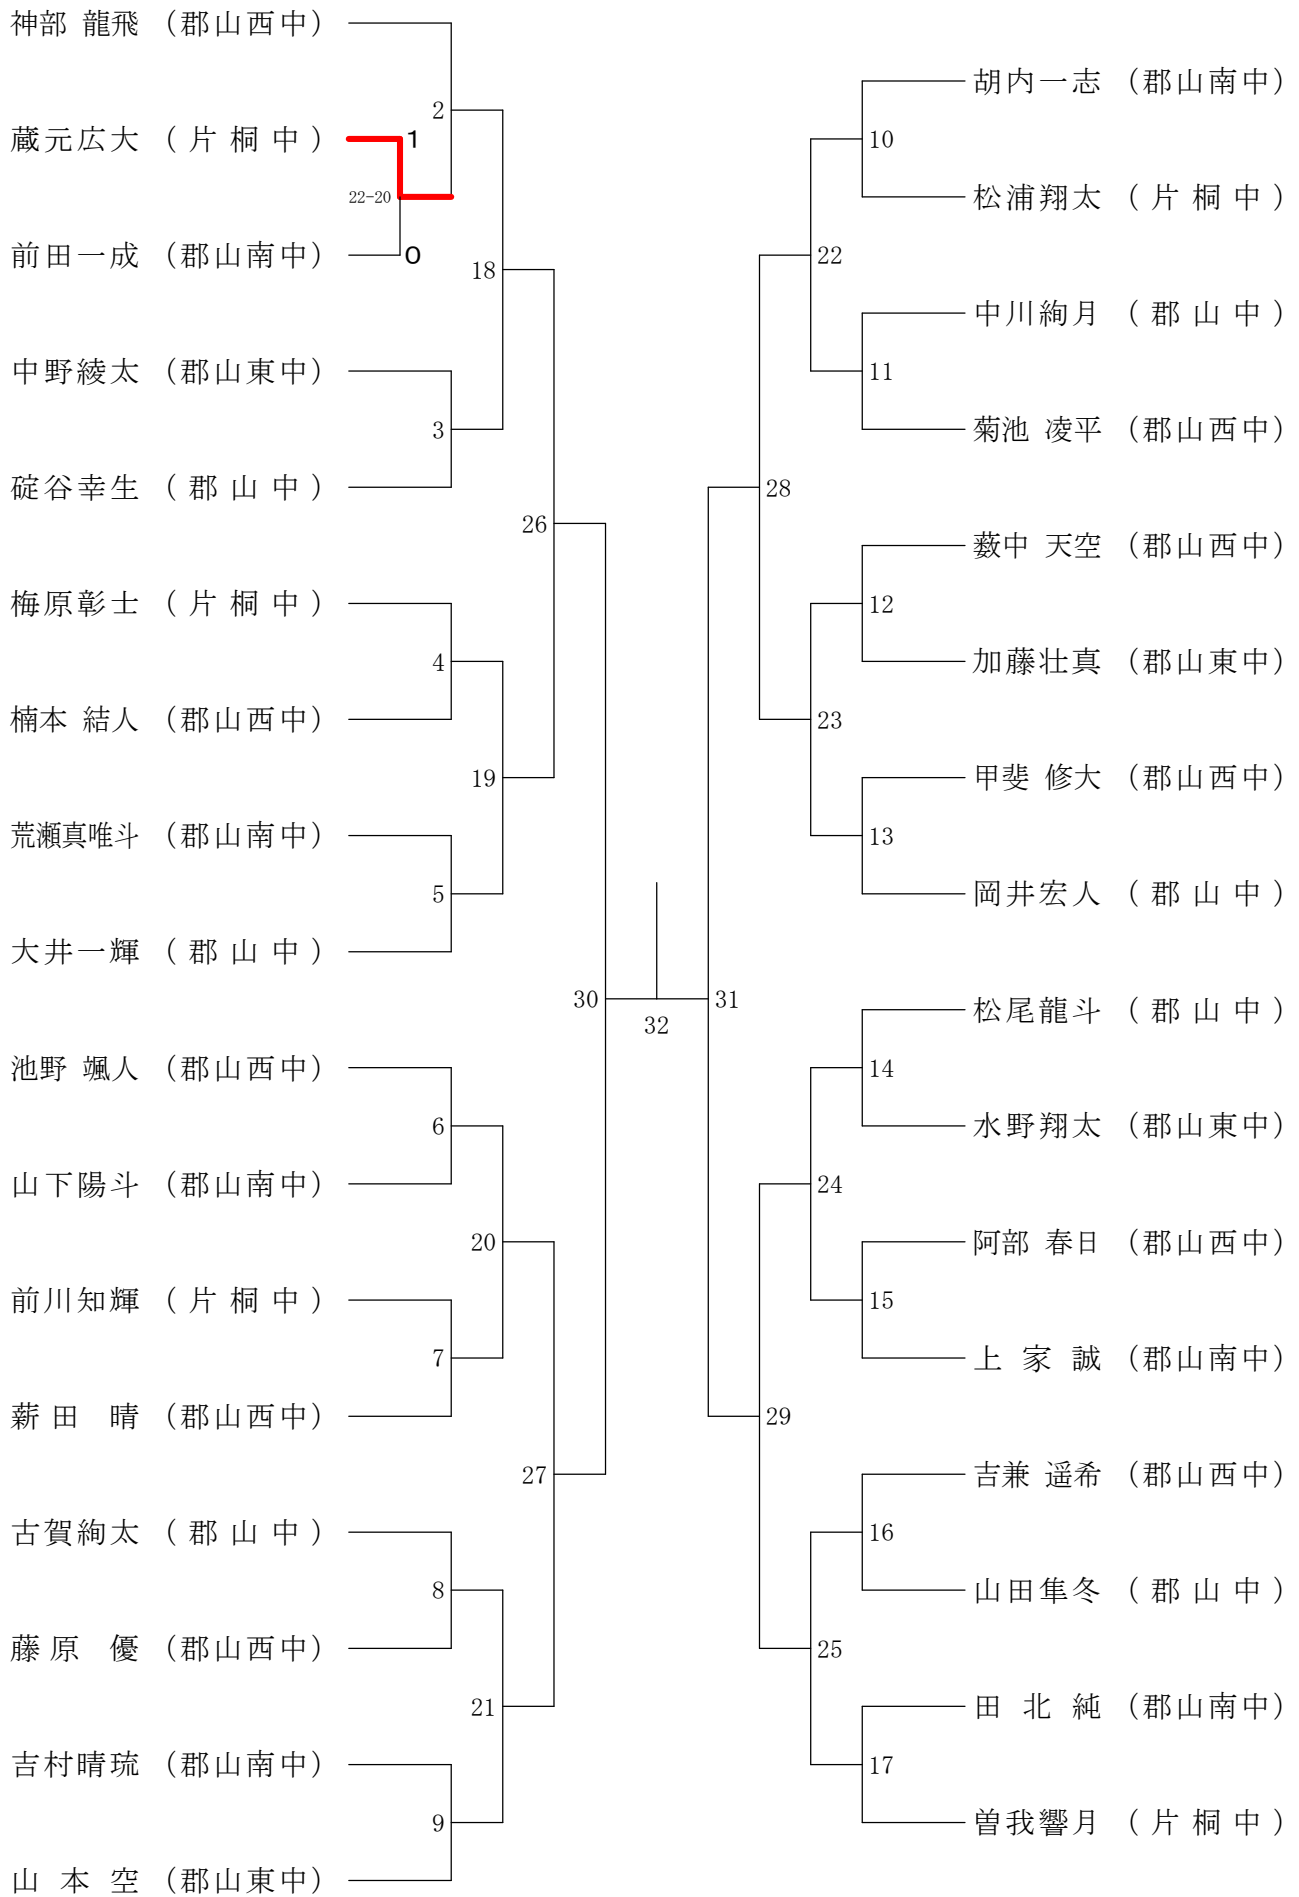 神部 龍飛 （郡山西中）
2
蔵元広大 （ 片 桐 中 ）
1
22-20
前田一成 （郡山南中）
0
18
中野綾太 （郡山東中）
3
碇谷幸生 （ 郡 山 中 ）
26
梅原彰士 （ 片 桐 中 ）
4
楠本 結人 （郡山西中）
19
荒瀬真唯斗 （郡山南中）
5
大井一輝 （ 郡 山 中 ）
30
32
池野 颯人 （郡山西中）
6
山下陽斗 （郡山南中）
20
前川知輝 （ 片 桐 中 ）
7
薪 田　晴 （郡山西中）
27
古賀絢太 （ 郡 山 中 ）
8
藤 原　優 （郡山西中）
21
吉村晴琉 （郡山南中）
9
山 本 空 （郡山東中）
胡内一志 （郡山南中）
10
松浦翔太 （ 片 桐 中 ）
22
中川絢月 （ 郡 山 中 ）
11
菊池 凌平 （郡山西中）
28
薮中 天空 （郡山西中）
12
加藤壮真 （郡山東中）
23
甲斐 修大 （郡山西中）
13
岡井宏人 （ 郡 山 中 ）
31
松尾龍斗 （ 郡 山 中 ）
14
水野翔太 （郡山東中）
24
阿部 春日 （郡山西中）
15
上 家 誠 （郡山南中）
29
吉兼 遥希 （郡山西中）
16
山田隼冬 （ 郡 山 中 ）
25
田 北 純 （郡山南中）
17
曽我響月 （ 片 桐 中 ）